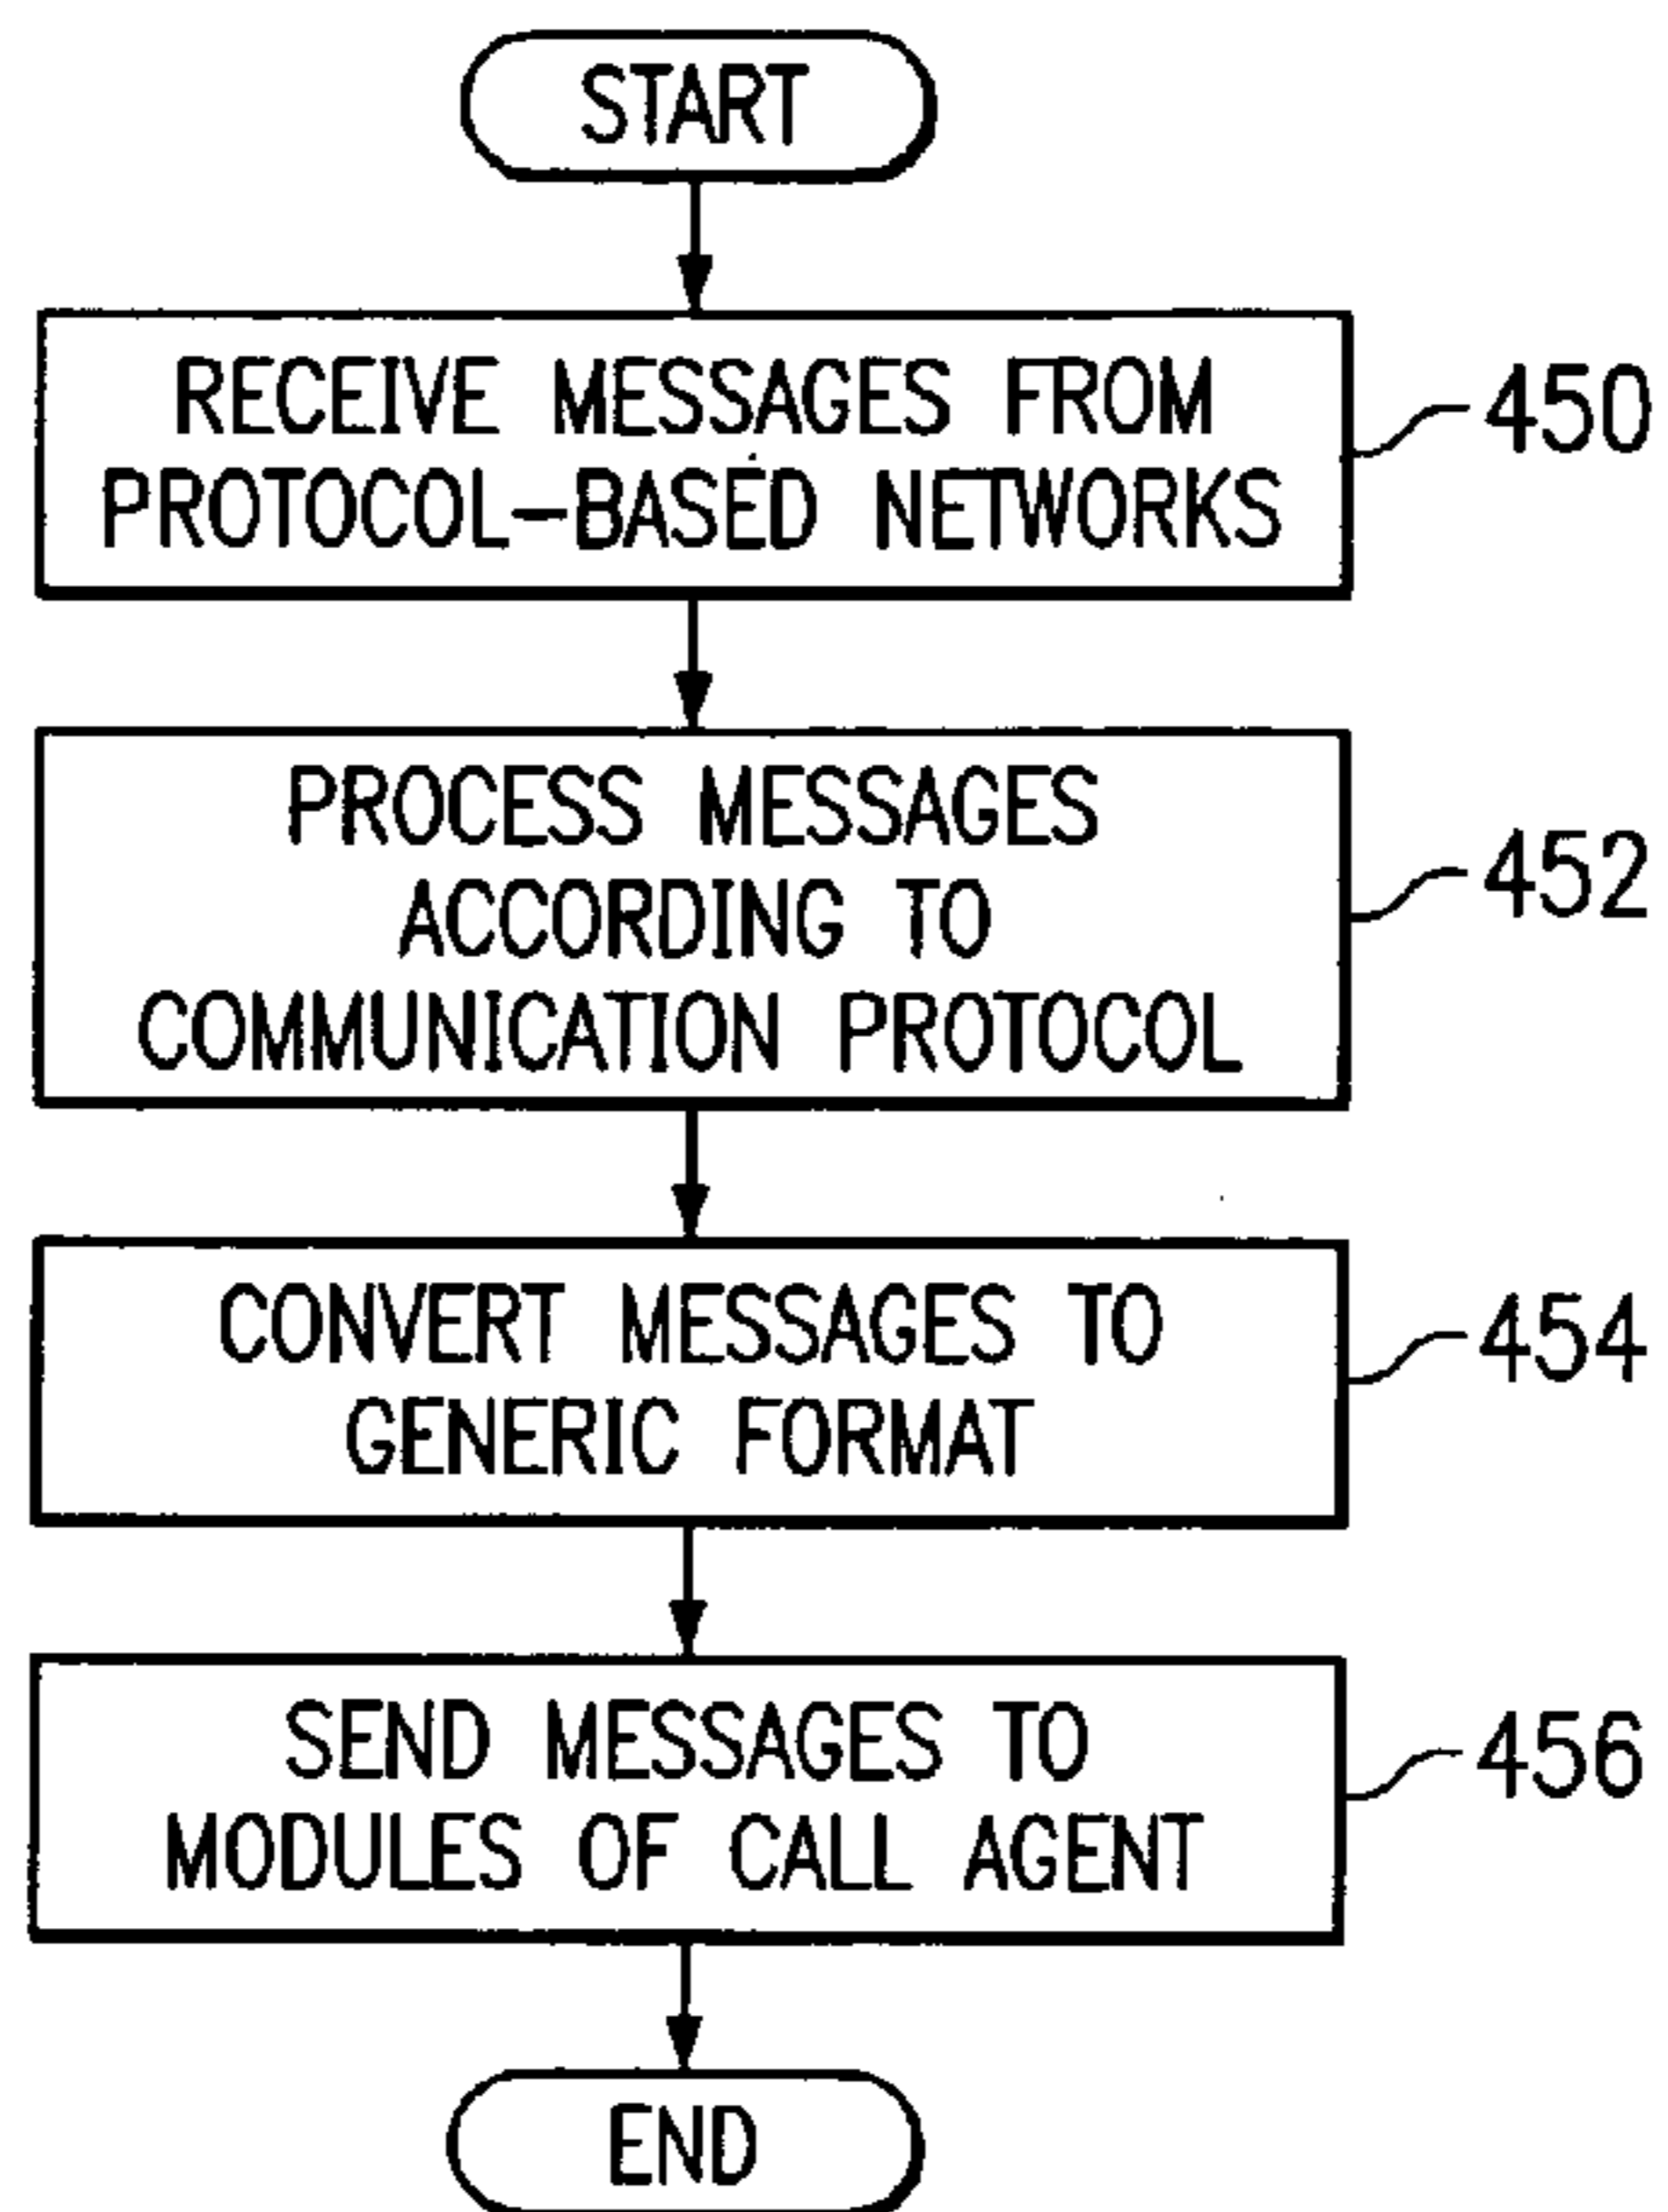 START
RECEIVE MESSAGES FROM
PROTOCOL-BASED NETWORKS
450
PROCESS MESSAGES
ACCORDING TO
COMMUNICATION PROTOCOL
452
CONVERT MESSAGES TO
GENERIC FORMAT
454
SEND MESSAGES TO
MODULES OF CALL AGENT
456
END